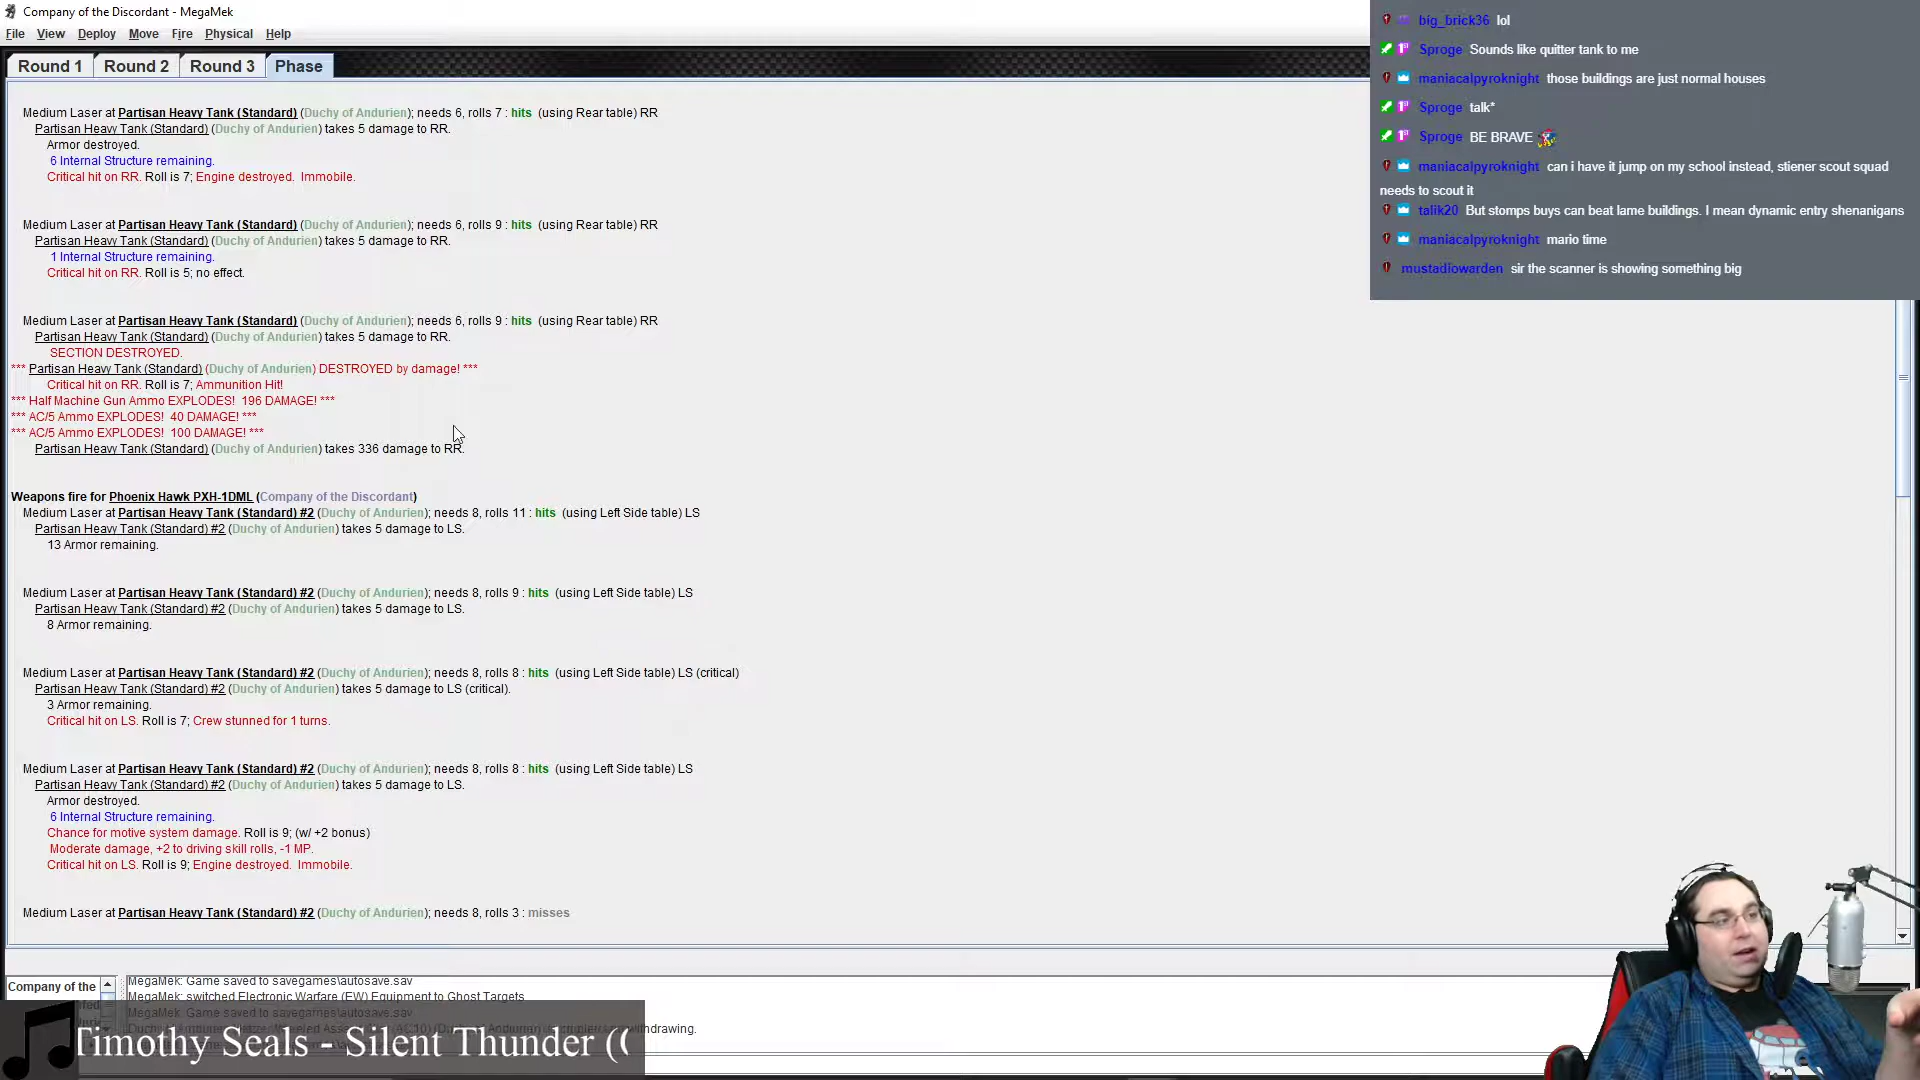 Company of the Discordant - MegaMek
File View Deploy Move Fire Physical Help
Round 1 Round 2 Round 3 Phase
Medium Laser at Partisan Heavy Tank (Standard) (Duchy of Andurien); needs 6, rolls 7 : hits (using Rear table) RR
Partisan Heavy Tank (Standard) (Duchy of Andurien) takes 5 damage to RR.
Armor destroyed.
6 Internal Structure remaining.
Critical hit on RR. Roll is 7; Engine destroyed. Immobile.
Medium Laser at Partisan Heavy Tank (Standard) (Duchy of Andurien); needs 6, rolls 9 : hits (using Rear table) RR
Partisan Heavy Tank (Standard) (Duchy of Andurien) takes 5 damage to RR.
1 Internal Structure remaining.
Critical hit on RR. Roll is 5; no effect.
Medium Laser at Partisan Heavy Tank (Standard) (Duchy of Andurien); needs 6, rolls 9 : hits (using Rear table) RR
Partisan Heavy Tank (Standard) (Duchy of Andurien) takes 5 damage to RR.
SECTION DESTROYED.
*** Partisan Heavy Tank (Standard) (Duchy of Andurien) DESTROYED by damage! ***
Critical hit on RR. Roll is 7; Ammunition Hit!
*** Half Machine Gun Ammo EXPLODES! 196 DAMAGE! ***
*** AC/5 Ammo EXPLODES! 40 DAMAGE! ***
*** AC/5 Ammo EXPLODES! 100 DAMAGE! ***
Partisan Heavy Tank (Standard) (Duchy of Andurien) takes 336 damage to RR.
Weapons fire for Phoenix Hawk PXH-1DML (Company of the Discordant)
Medium Laser at Partisan Heavy Tank (Standard) #2 (Duchy of Andurien); needs 8, rolls 11 : hits (using Left Side table) LS
Partisan Heavy Tank (Standard) #2 (Duchy of Andurien) takes 5 damage to LS.
13 Armor remaining.
Medium Laser at Partisan Heavy Tank (Standard) #2 (Duchy of Andurien); needs 8, rolls 9 : hits (using Left Side table) LS
Partisan Heavy Tank (Standard) #2 (Duchy of Andurien) takes 5 damage to LS.
8 Armor remaining.
Medium Laser at Partisan Heavy Tank (Standard) #2 (Duchy of Andurien); needs 8, rolls 8 : hits (using Left Side table) LS (critical)
Partisan Heavy Tank (Standard) #2 (Duchy of Andurien) takes 5 damage to LS (critical).
3 Armor remaining.
Critical hit on LS. Roll is 7; Crew stunned for 1 turns.
Medium Laser at Partisan Heavy Tank (Standard) #2 (Duchy of Andurien); needs 8, rolls 8 : hits (using Left Side table) LS
Partisan Heavy Tank (Standard) #2 (Duchy of Andurien) takes 5 damage to LS.
Armor destroyed.
6 Internal Structure remaining.
Chance for motive system damage. Roll is 9; (w/ +2 bonus)
Moderate damage, +2 to driving skill rolls, -1 MP.
Critical hit on LS. Roll is 9; Engine destroyed. Immobile.
Medium Laser at Partisan Heavy Tank (Standard) #2 (Duchy of Andurien); needs 8, rolls 3 : misses
big_brick36 lol
Sproge Sounds like quitter tank to me
maniacalpyroknight those buildings are just normal houses
Sproge talk*
Sproge BE BRAVE
maniacalpyroknight can i have it jump on my school instead, stiener scout squad
needs to scout it
talik20 But stomps buys can beat lame buildings. I mean dynamic entry shenanigans
maniacalpyroknight mario time
mustadiowarden sir the scanner is showing something big
Company of the
MegaMek: Game saved to savegames\autosave.sav
MegaMek: switched Electronic Warfare (EW) Equipment to Ghost Targets
MegaMek: Game saved to savegames\autosave.sav
withdrawing.
Timothy Seals - Silent Thunder ((